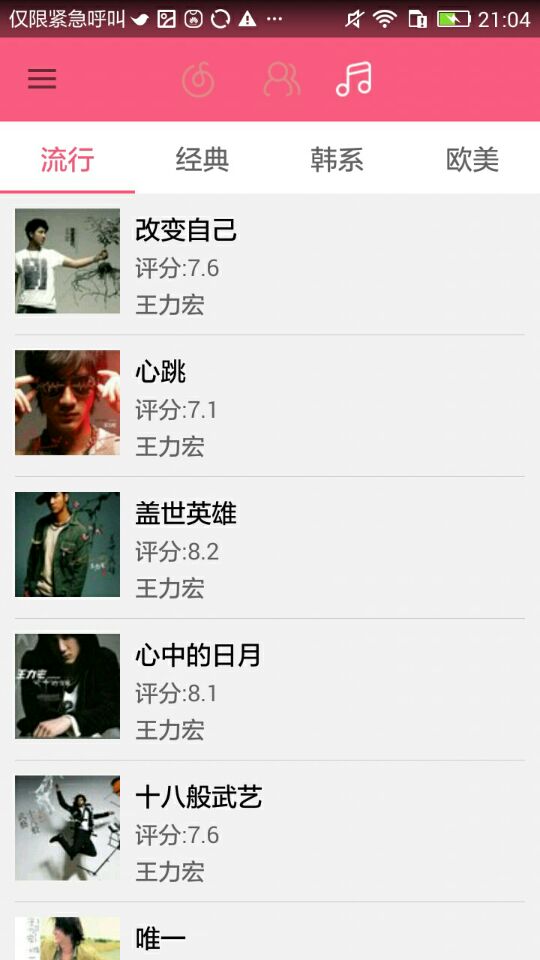 仅限紧急呼叫 21:04
流行 经典 韩系 欧美
改变自己
评分:7.6
王力宏
心跳
评分:7.1
王力宏
盖世英雄
评分:8.2
王力宏
心中的日月
评分:8.1
王力宏
十八般武艺
评分:7.6
王力宏
唯一